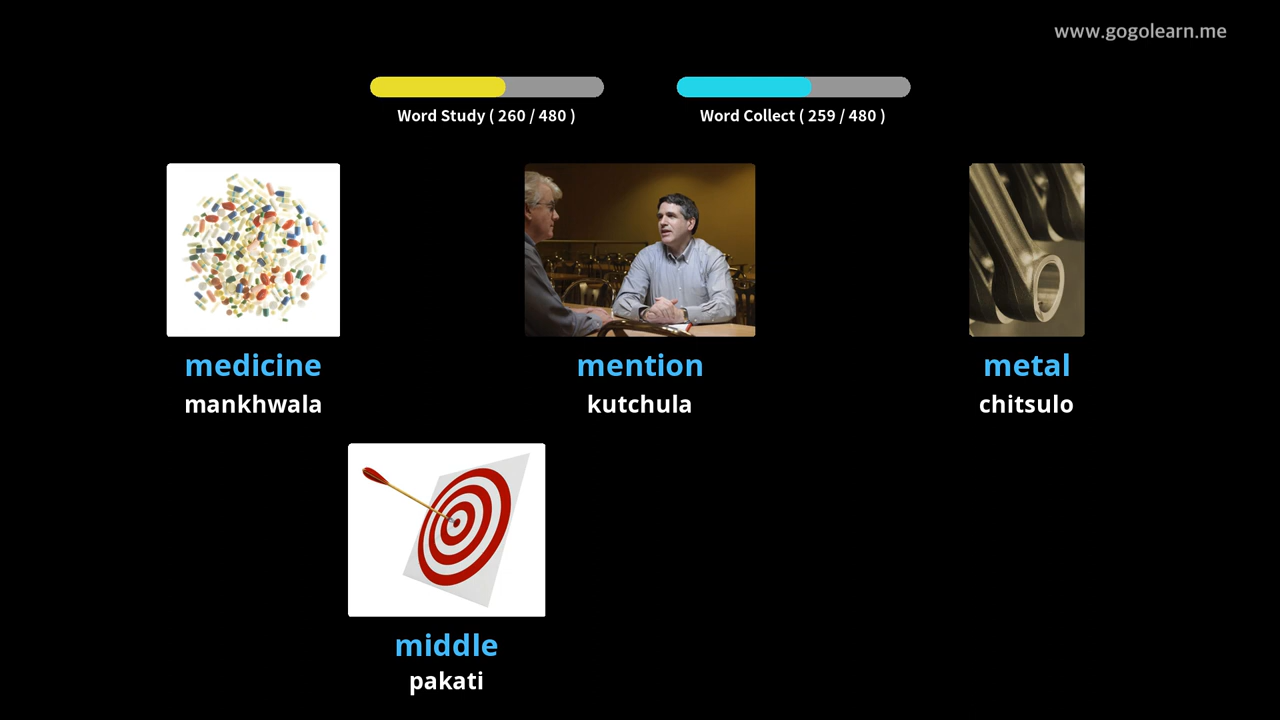 www.gogolearn.me
Word Study ( 260 / 480 )
Word Collect ( 259 / 480 )
medicine
mankhwala
mention
kutchula
metal
chitsulo
middle
pakati